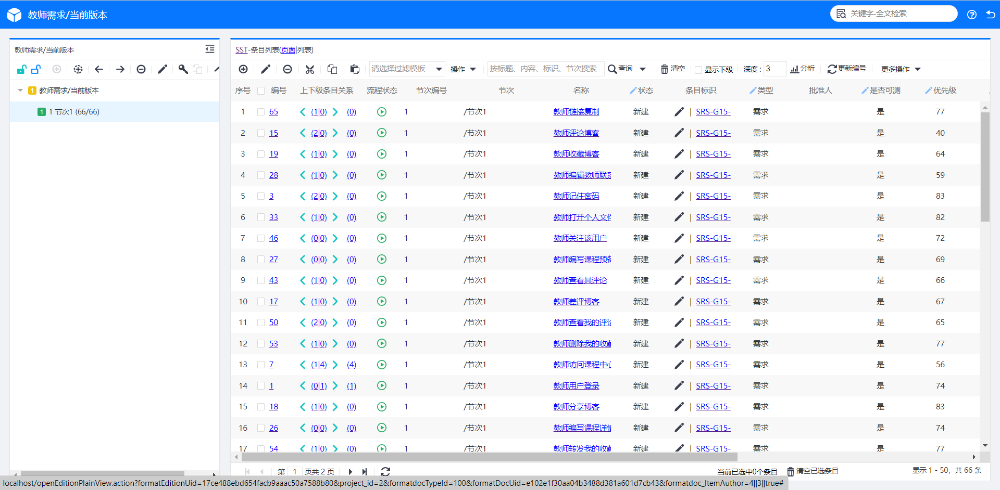 教师需求/当前版本
关键字-全文检索
教师需求/当前版本
1 教师需求/当前版本
1 1 节次1 (66/66)
SST-条目列表(页面|列表)
请选择过滤模板 操作 按标题、内容、标识、节次搜索 查询 清空 显示下级 深度: 3 分析 更新编号 更多操作
序号 编号 上下级条目关系 流程状态 节次编号 节次 名称 状态 条目标识 类型 批准人 是否可测 优先级
1 65 (1|0) (0) 1 /节次1 教师链接复制 新建 | SRS-G15- 需求 是 77
2 15 (2|0) (0) 1 /节次1 教师评论博客 新建 | SRS-G15- 需求 是 40
3 19 (1|0) (0) 1 /节次1 教师收藏博客 新建 | SRS-G15- 需求 是 64
4 28 (1|0) (0) 1 /节次1 教师编辑教师联系 新建 | SRS-G15- 需求 是 59
5 3 (2|0) (0) 1 /节次1 教师记住密码 新建 | SRS-G15- 需求 是 83
6 33 (1|0) (0) 1 /节次1 教师打开个人文件 新建 | SRS-G15- 需求 是 82
7 46 (0|0) (0) 1 /节次1 教师关注该用户 新建 | SRS-G15- 需求 是 72
8 27 (0|0) (0) 1 /节次1 教师编写课程预备 新建 | SRS-G15- 需求 是 69
9 43 (1|0) (0) 1 /节次1 教师查看其评论 新建 | SRS-G15- 需求 是 66
10 17 (1|0) (0) 1 /节次1 教师差评博客 新建 | SRS-G15- 需求 是 67
11 50 (2|0) (0) 1 /节次1 教师查看我的评论 新建 | SRS-G15- 需求 是 65
12 53 (1|0) (0) 1 /节次1 教师删除我的收藏 新建 | SRS-G15- 需求 是 77
13 7 (1|4) (4) 1 /节次1 教师访问课程中心 新建 | SRS-G15- 需求 是 56
14 1 (0|1) (1) 1 /节次1 教师用户登录 新建 | SRS-G15- 需求 是 74
15 18 (1|0) (0) 1 /节次1 教师分享博客 新建 | SRS-G15- 需求 是 83
16 26 (0|0) (0) 1 /节次1 教师编写课程详情 新建 | SRS-G15- 需求 是 74
17 54 (1|0) (0) 1 /节次1 教师转发我的收藏 新建 | SRS-G15- 需求 是 77
第 1 页共 2 页 当前已选中0个条目 清空已选条目 显示 1 - 50，共 66 条
localhost/openEditionPlainView.action?formatEditionUid=17ce488ebd654facb9aaac50a7588b80&project_id=2&formatdocTypeId=100&formatDocUid=e102e1f30aa04b3488d381a601d7cb43&formatdoc_ItemAuthor=4||3||true#